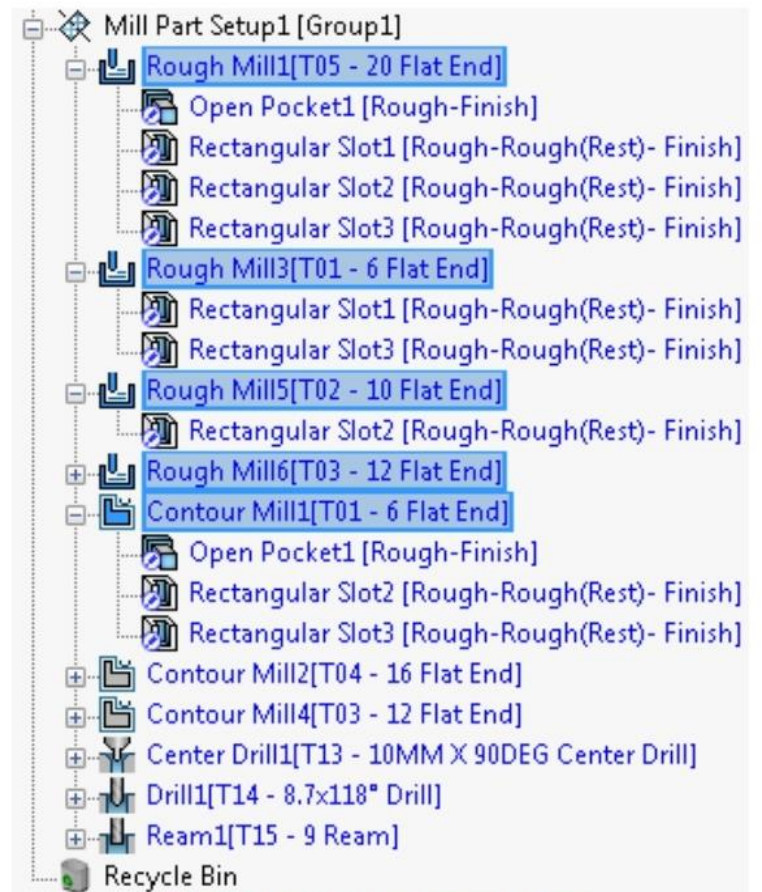 Mill Part Setup1 [Group1]
Rough Mill1[T05 - 20 Flat End]
Open Pocket1 [Rough-Finish]
Rectangular Slot1 [Rough-Rough(Rest)- Finish]
Rectangular Slot2 [Rough-Rough(Rest)- Finish]
Rectangular Slot3 [Rough-Rough(Rest)- Finish]
Rough Mill3[T01 - 6 Flat End]
Rectangular Slot1 [Rough-Rough(Rest)- Finish]
Rectangular Slot3 [Rough-Rough(Rest)- Finish]
Rough Mill5[T02 - 10 Flat End]
Rectangular Slot2 [Rough-Rough(Rest)- Finish]
Rough Mill6[T03 - 12 Flat End]
Contour Mill1[T01 - 6 Flat End]
Open Pocket1 [Rough-Finish]
Rectangular Slot2 [Rough-Rough(Rest)- Finish]
Rectangular Slot3 [Rough-Rough(Rest)- Finish]
Contour Mill2[T04 - 16 Flat End]
Contour Mill4[T03 - 12 Flat End]
Center Drill1[T13 - 10MM X 90DEG Center Drill]
Drill1[T14 - 8.7x118° Drill]
Ream1[T15 - 9 Ream]
Recycle Bin